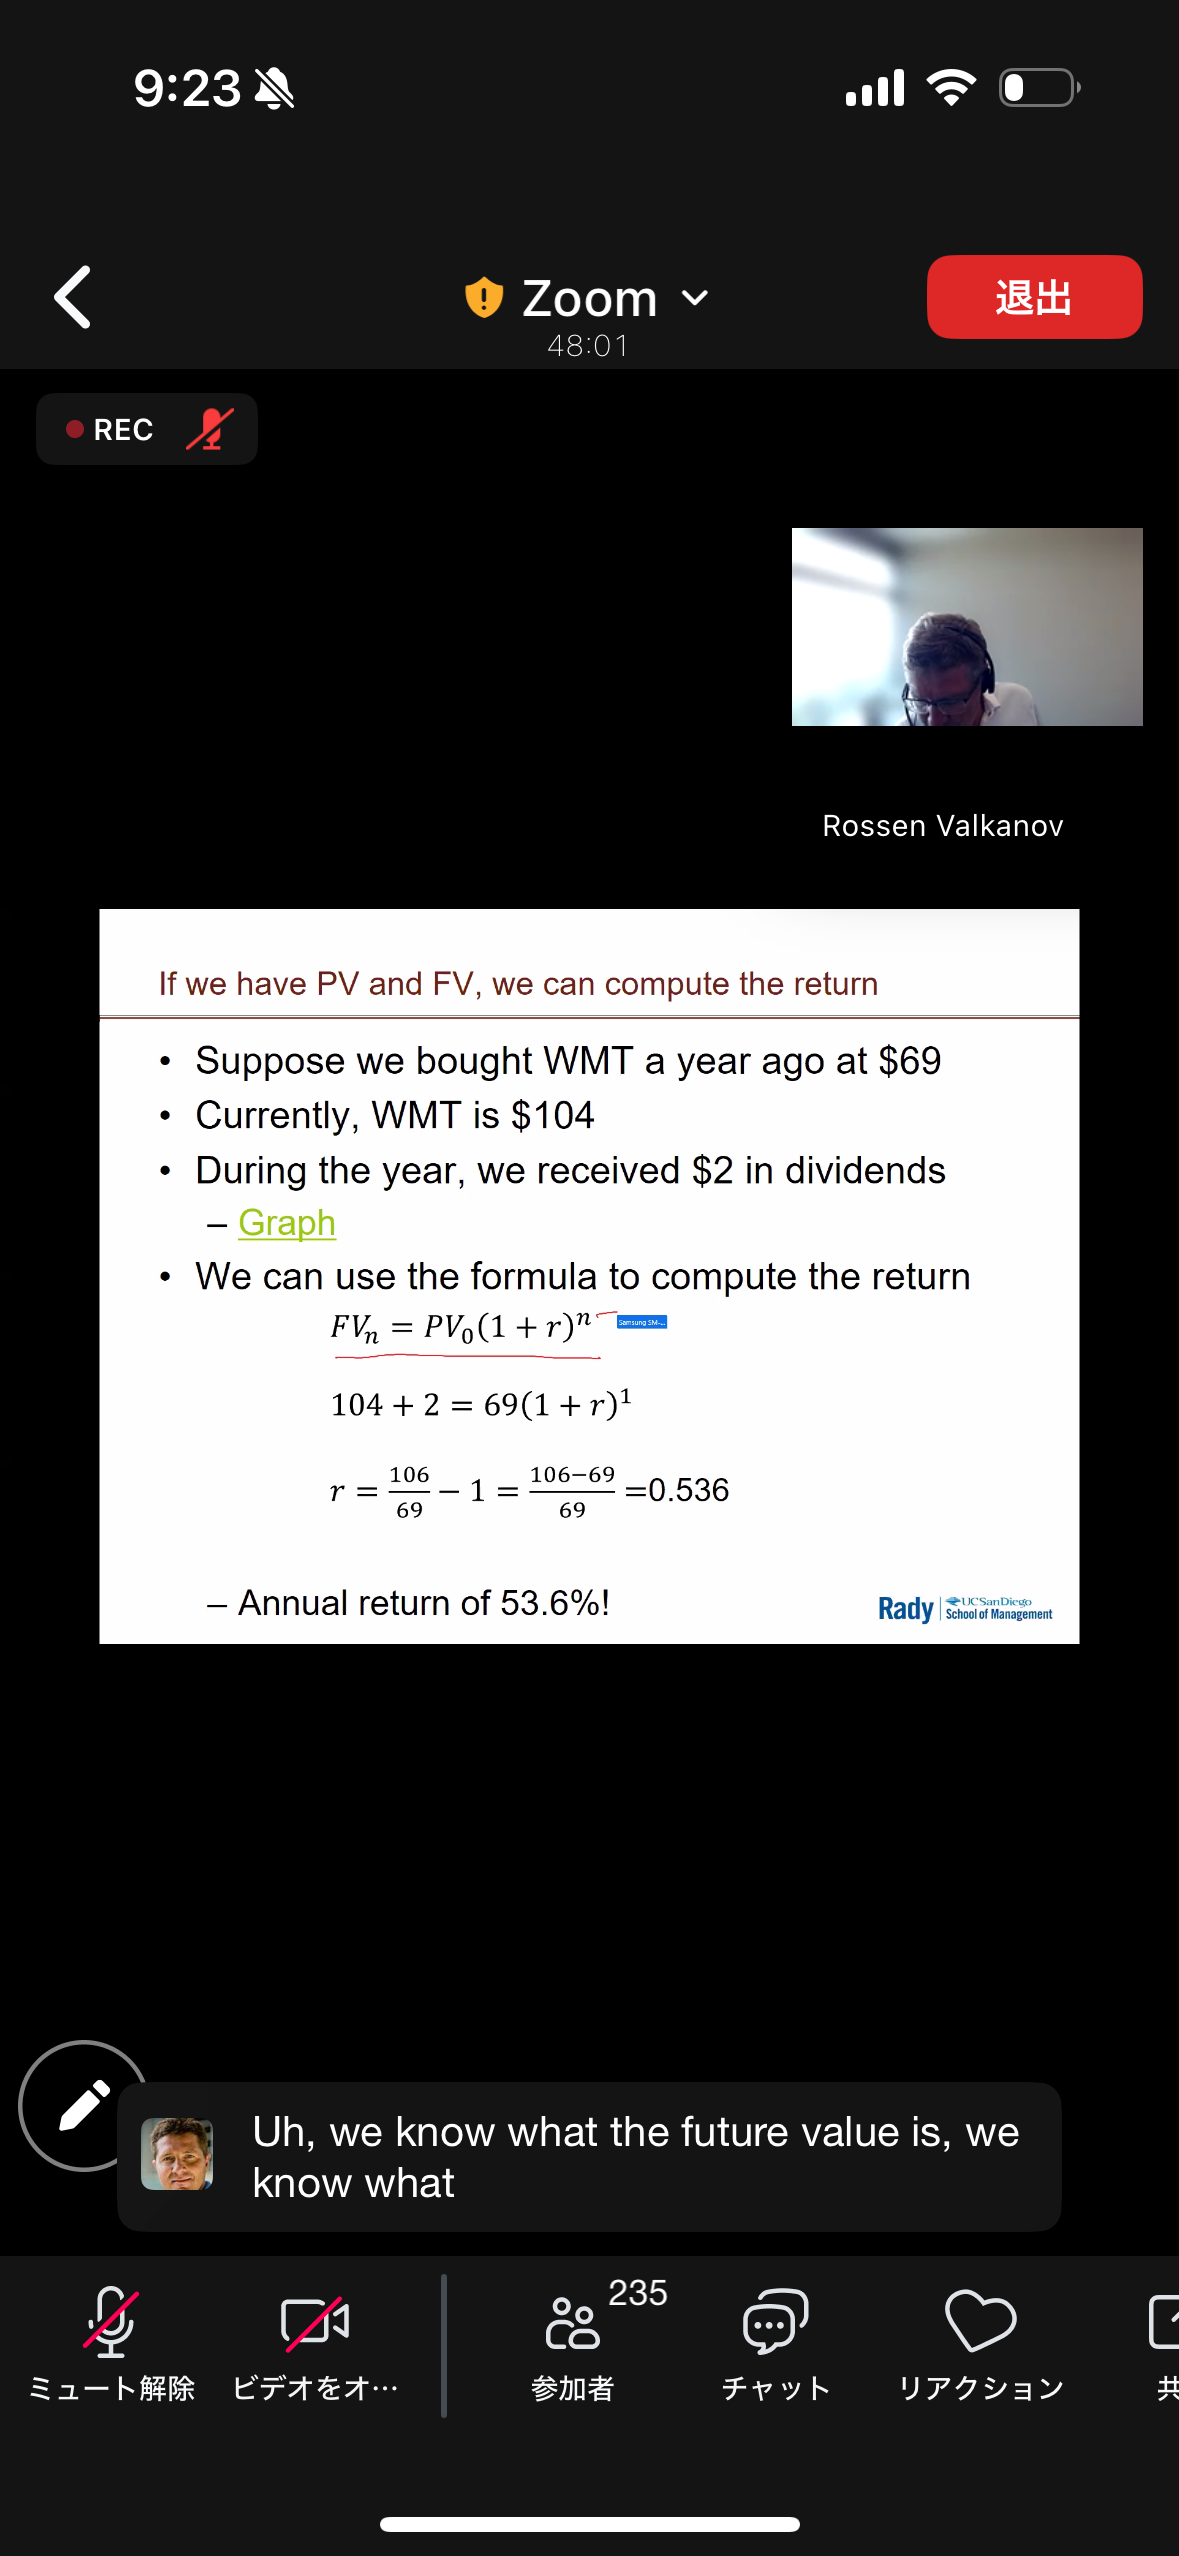 9:23
Zoom
48:01
退出
REC
Rossen Valkanov
If we have PV and FV, we can compute the return
• Suppose we bought WMT a year ago at $69
• Currently, WMT is $104
• During the year, we received $2 in dividends
– Graph
• We can use the formula to compute the return
FVₙ = PV₀(1 + r)ⁿ
Samsung SM-...
104 + 2 = 69(1 + r)¹
r = 106/69 − 1 = 106−69/69 =0.536
– Annual return of 53.6%!
Rady | UC San Diego
School of Management
Uh, we know what the future value is, we
know what
235
ミュート解除 ビデオをオ… 参加者 チャット リアクション 共